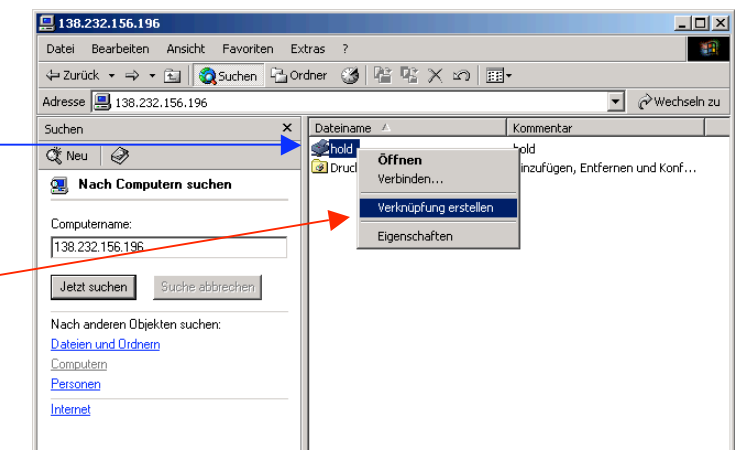 138.232.156.196
Datei Bearbeiten Ansicht Favoriten Extras ?
Zurück Suchen Ordner
Adresse 138.232.156.196 Wechseln zu
Suchen
Neu
Nach Computern suchen
Computername:
138.232.156.196
Jetzt suchen Suche abbrechen
Nach anderen Objekten suchen:
Dateien und Ordnern
Computern
Personen
Internet
Dateiname Kommentar
hold hold
Druc inzufügen, Entfernen und Konf...
Öffnen
Verbinden...
Verknüpfung erstellen
Eigenschaften